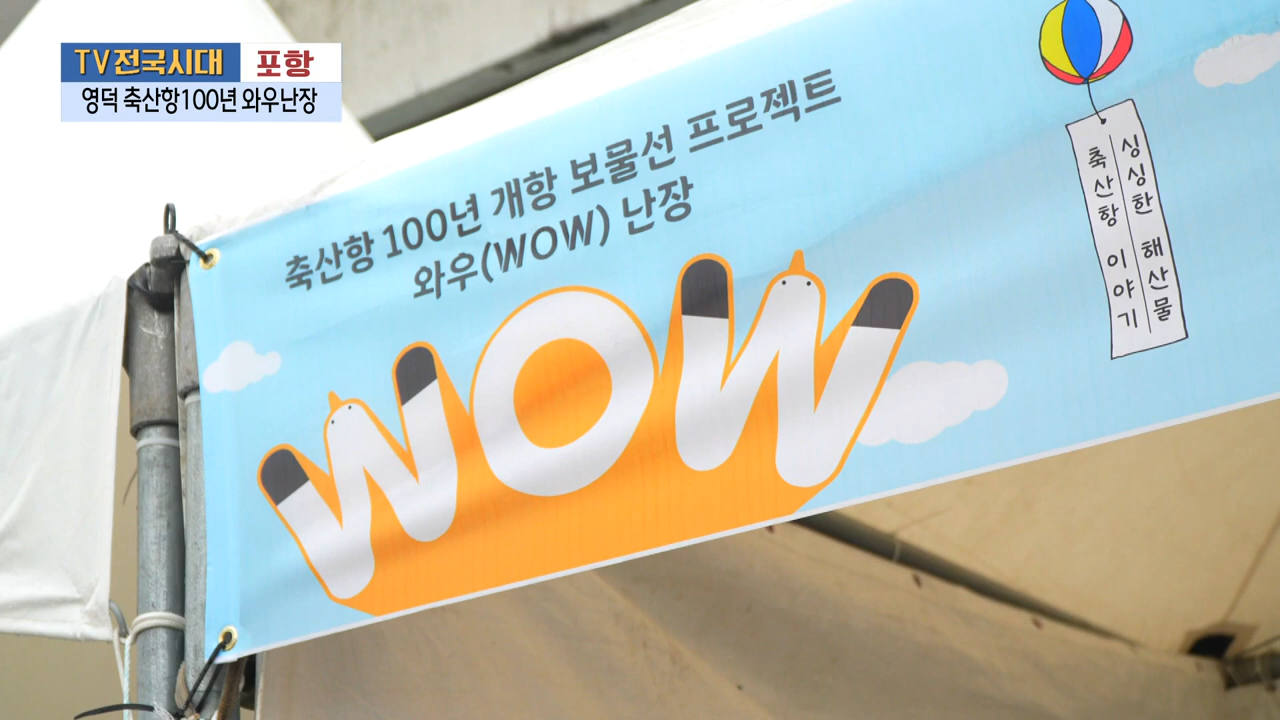 TV전국시대 포항
영덕 축산항100년 와우난장
축산항 100년 개항 보물선 프로젝트
와우(WOW) 난장
WOW
싱싱한 해산물
축산항 이야기